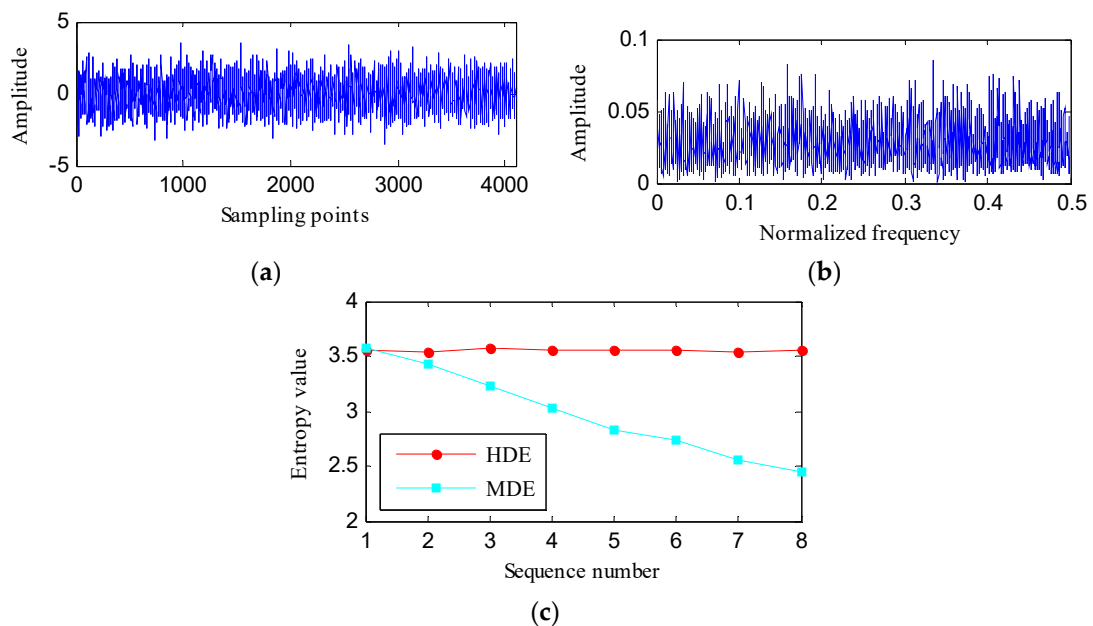 5
0
-5
Amplitude
0 1000 2000 3000 4000
Sampling points
(a)
0.1
0.05
0
Amplitude
0 0.1 0.2 0.3 0.4 0.5
Normalized frequency
(b)
4
3.5
3
2.5
2
Entropy value
HDE
MDE
1 2 3 4 5 6 7 8
Sequence number
(c)